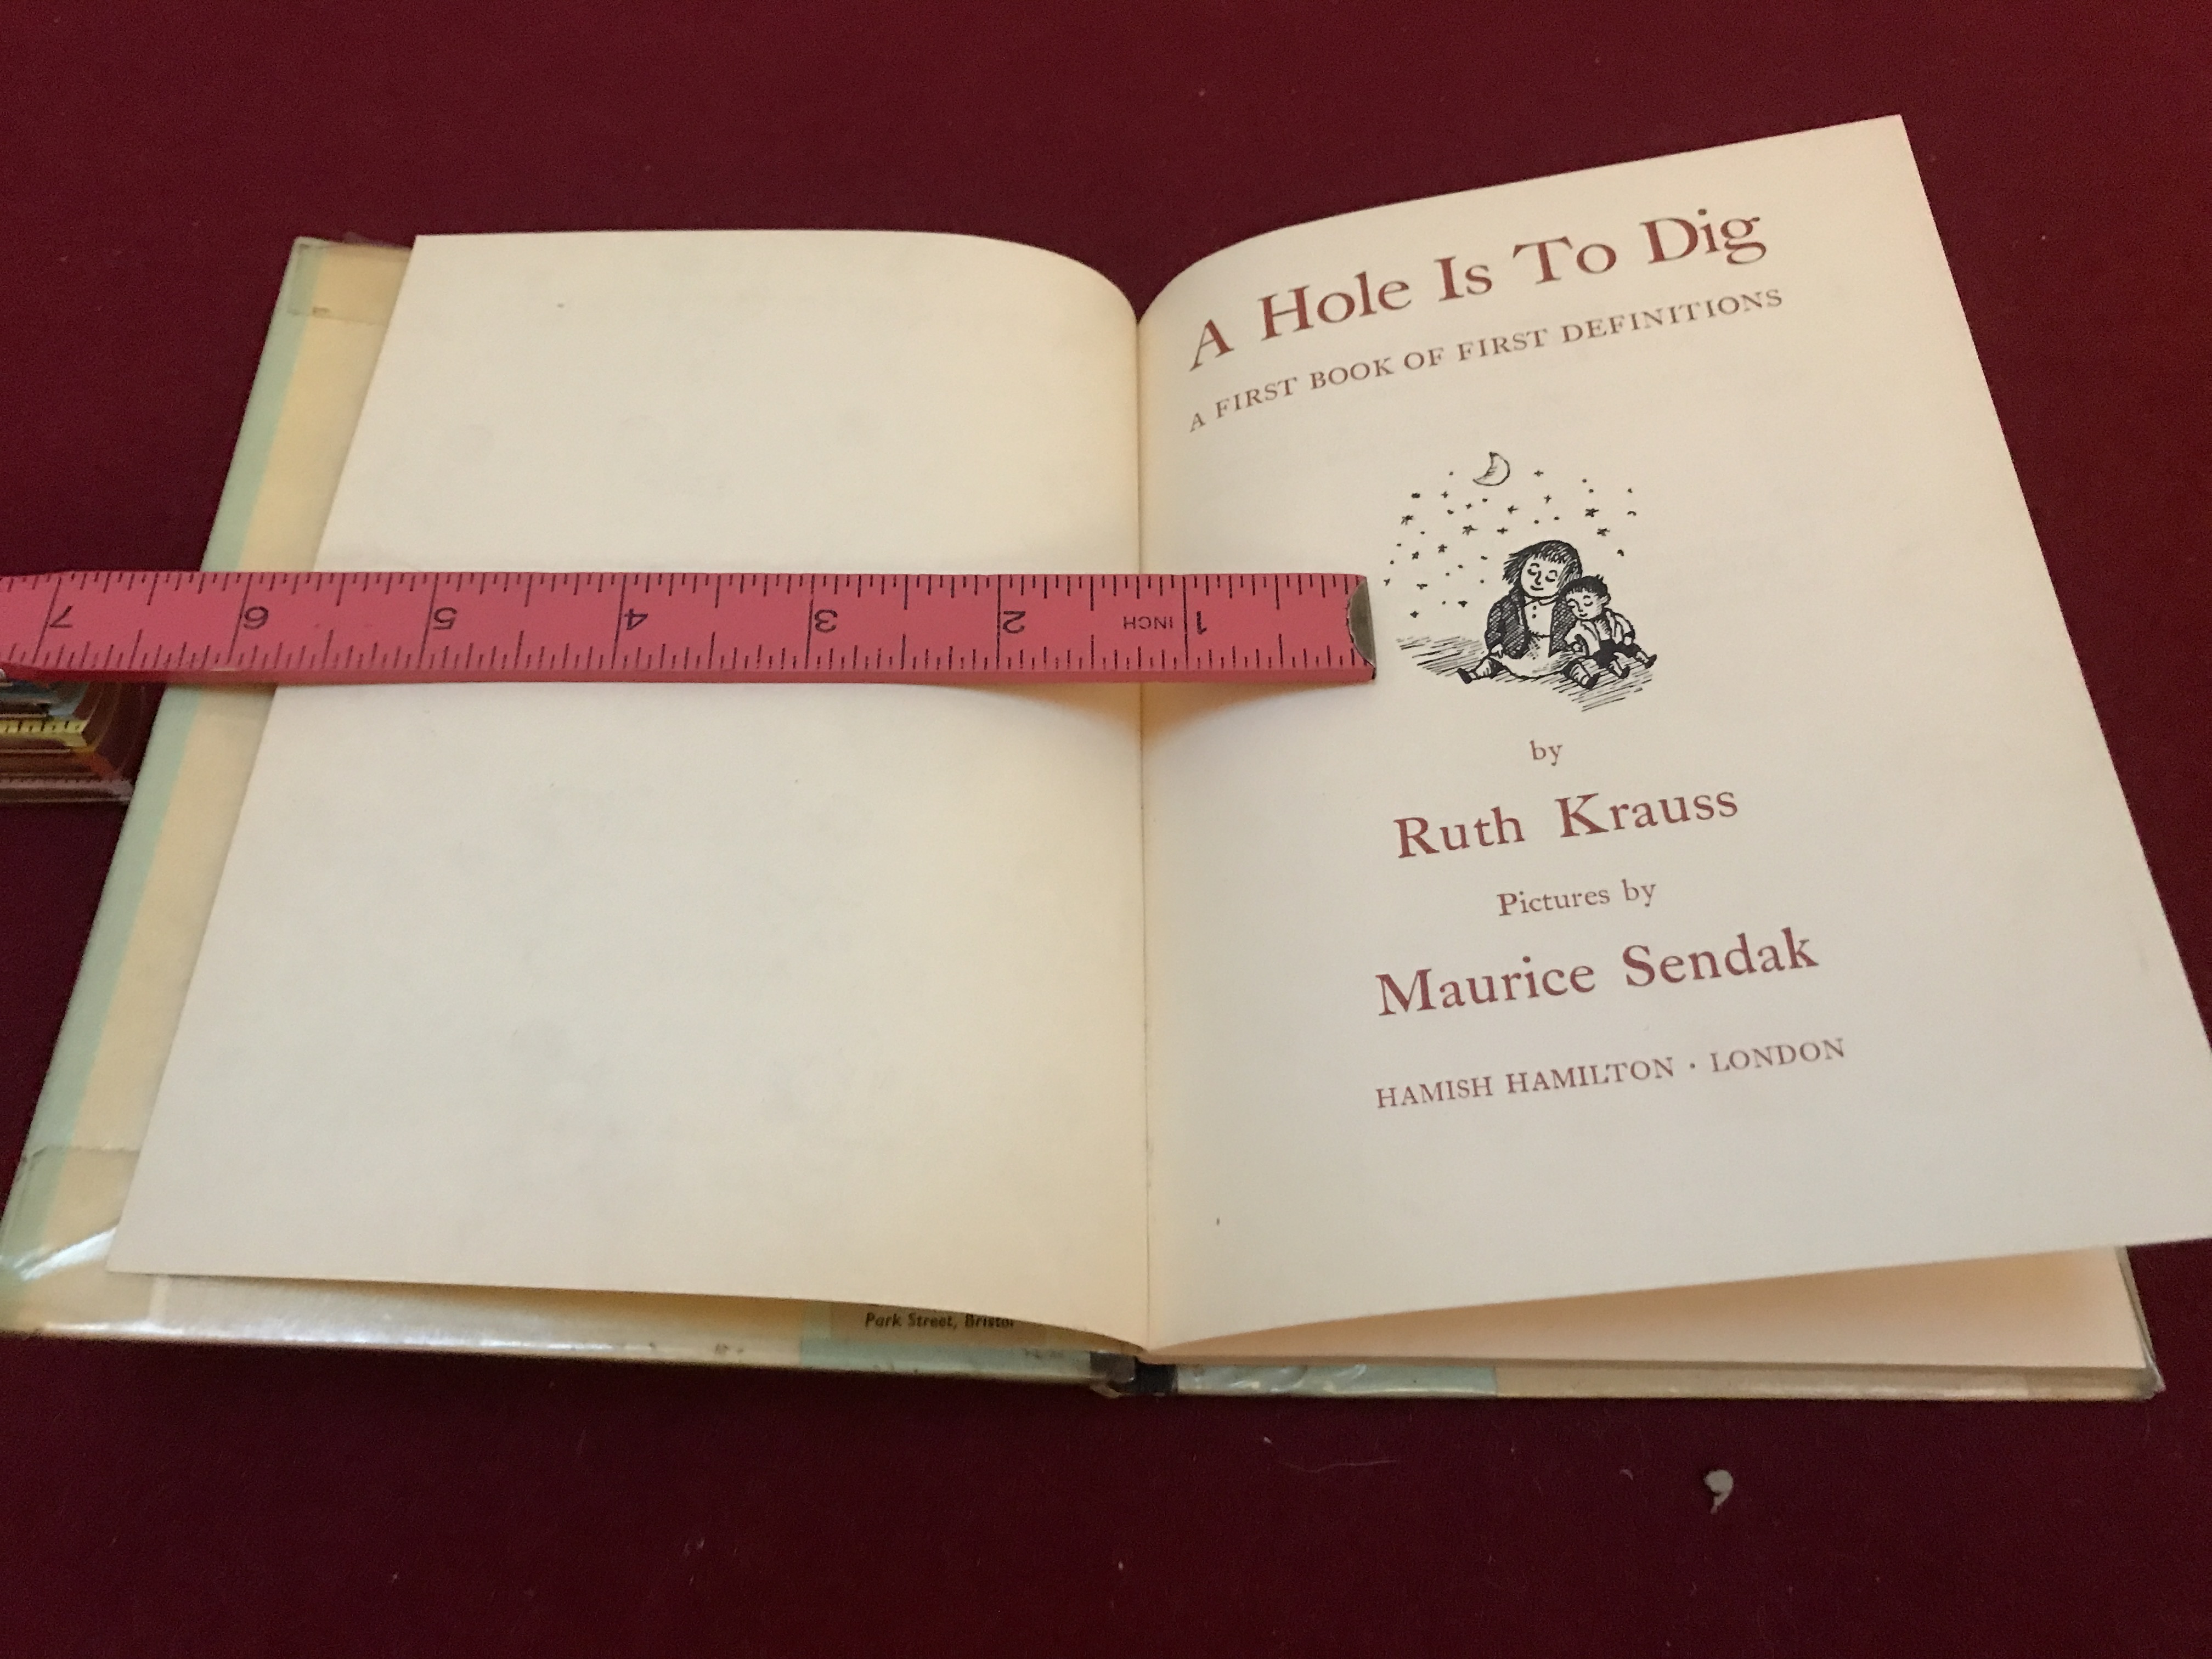 A Hole Is To Dig
A FIRST BOOK OF FIRST DEFINITIONS
7 6 5 4 3 2 INCH 1
by
Ruth Krauss
Pictures by
Maurice Sendak
HAMISH HAMILTON · LONDON
Park Street, Bristol